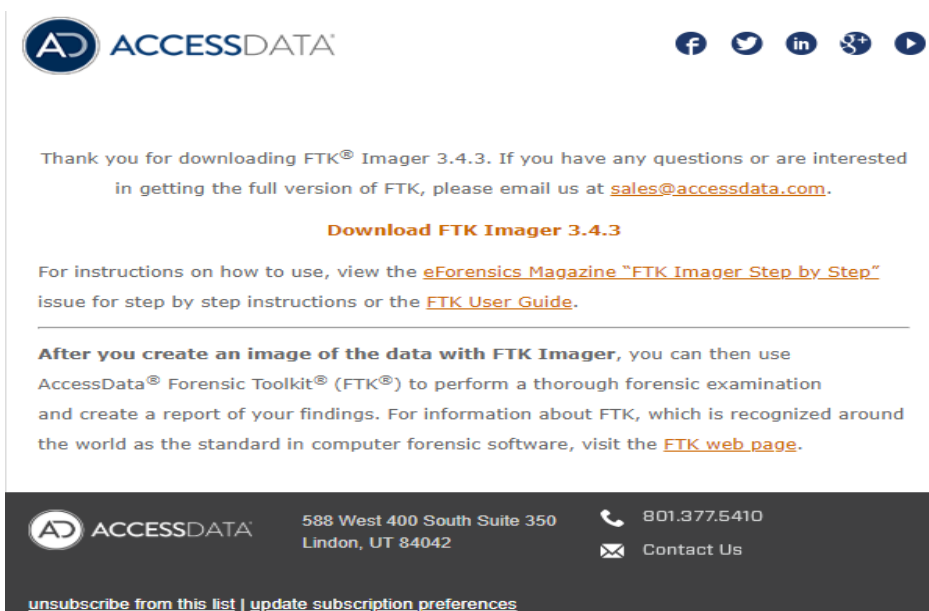 AD ACCESSDATA®
Thank you for downloading FTK® Imager 3.4.3. If you have any questions or are interested
in getting the full version of FTK, please email us at sales@accessdata.com.
Download FTK Imager 3.4.3
For instructions on how to use, view the eForensics Magazine “FTK Imager Step by Step”
issue for step by step instructions or the FTK User Guide.
After you create an image of the data with FTK Imager, you can then use
AccessData® Forensic Toolkit® (FTK®) to perform a thorough forensic examination
and create a report of your findings. For information about FTK, which is recognized around
the world as the standard in computer forensic software, visit the FTK web page.
AD ACCESSDATA
588 West 400 South Suite 350
Lindon, UT 84042
801.377.5410
Contact Us
unsubscribe from this list | update subscription preferences